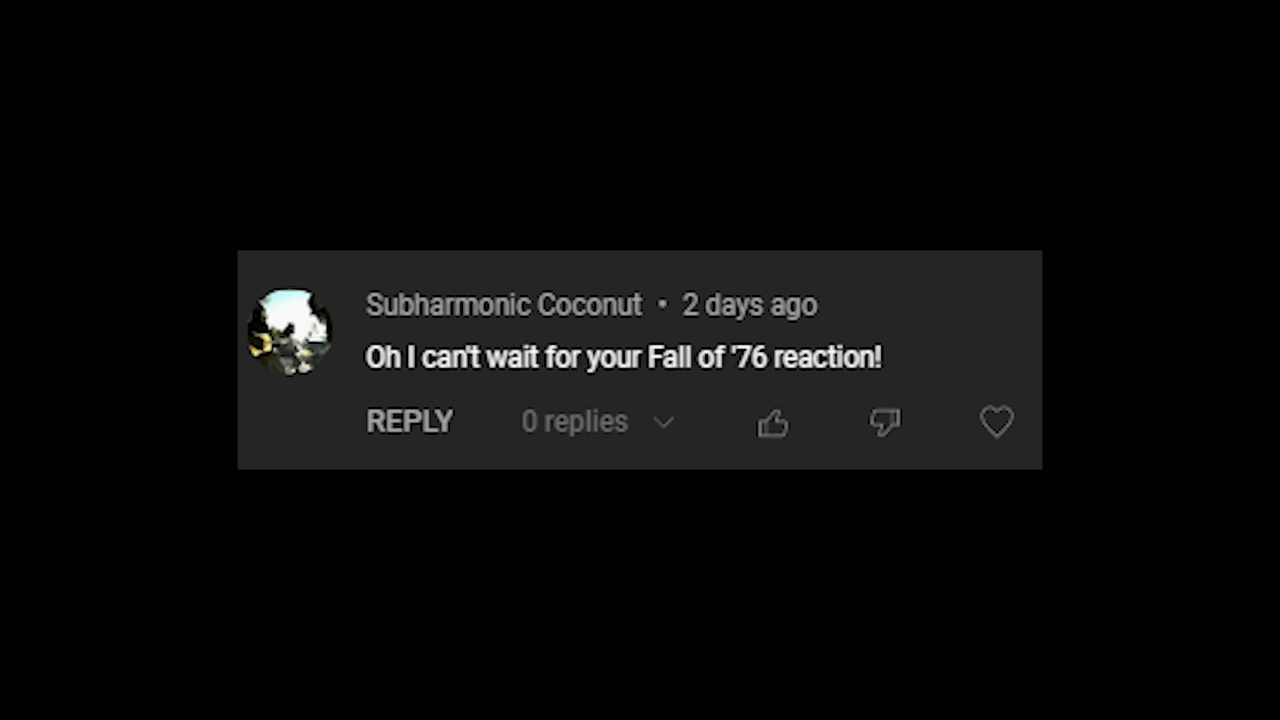 Subharmonic Coconut • 2 days ago
Oh I can't wait for your Fall of '76 reaction!
REPLY 0 replies